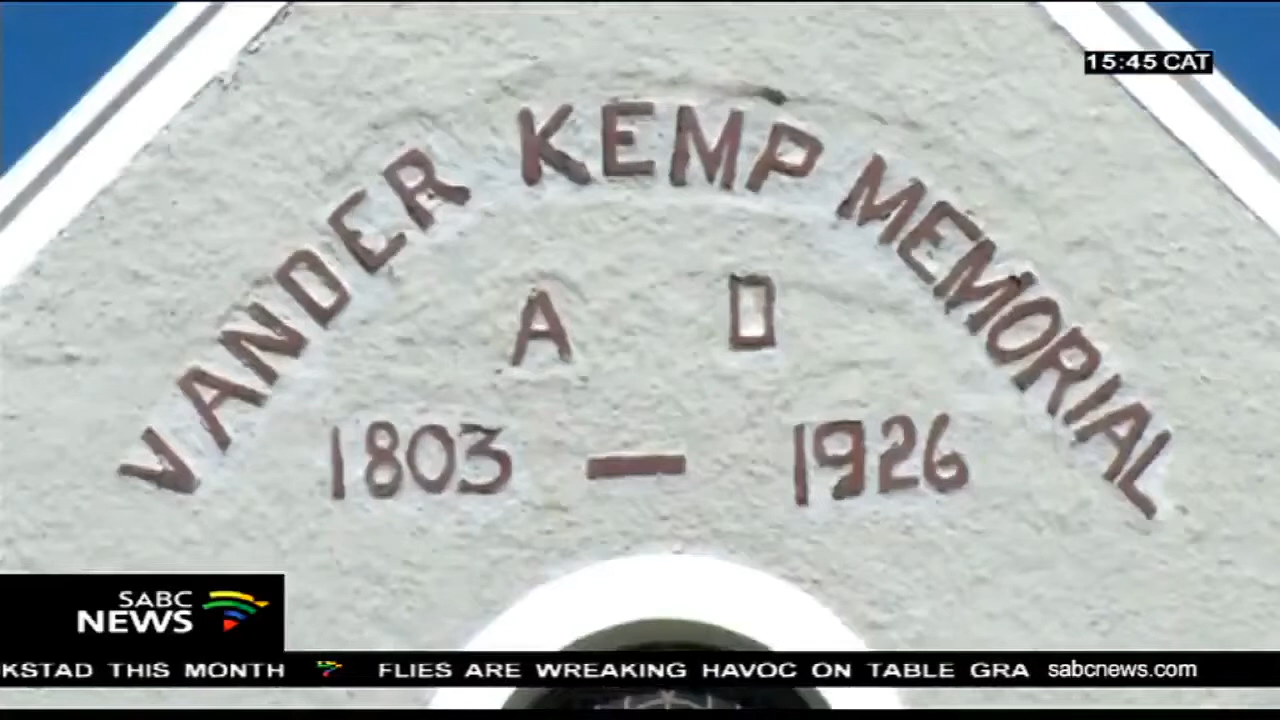 15:45 CAT
VANDER KEMP MEMORIAL
A D
1803 — 1926
SABC
NEWS
KSTAD THIS MONTH FLIES ARE WREAKING HAVOC ON TABLE GRA sabcnews.com